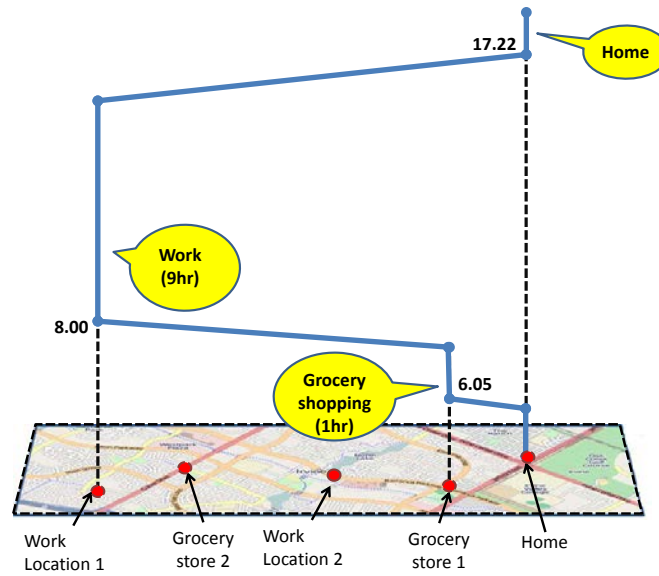 17.22
Home
Work
(9hr)
8.00
Grocery
shopping
(1hr)
6.05
Work
Location 1
Grocery
store 2
Work
Location 2
Grocery
store 1
Home